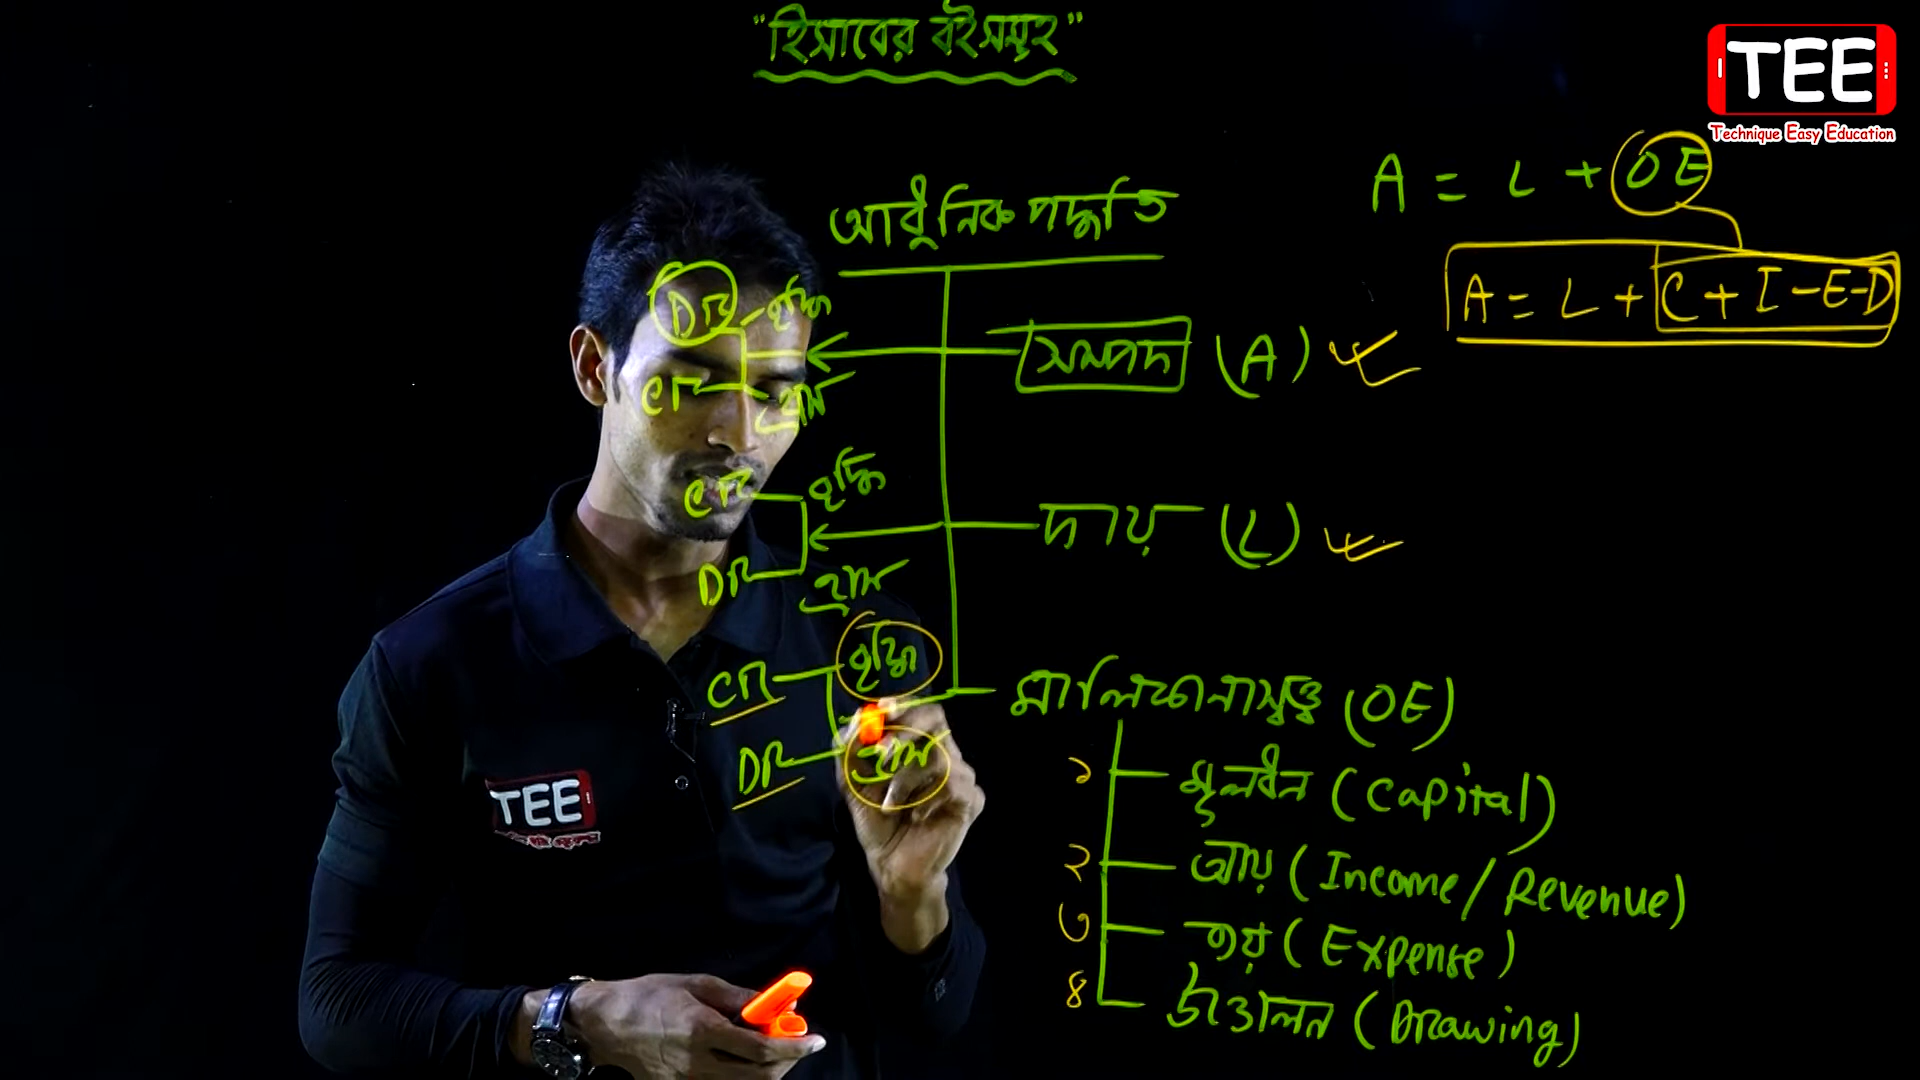 "হিসাবের বইসমূহ"
TEE
Technique Easy Education
A = L + OE
A = L + C + I - E - D
আধুনিক পদ্ধতি
DR বৃদ্ধি
CR হ্রাস
সম্পদ (A)
CR বৃদ্ধি
DR হ্রাস
দায় (L)
CR বৃদ্ধি
DR হ্রাস
মালিকানাস্বত্ব (OE)
১ মূলধন (Capital)
২ আয় (Income/Revenue)
৩ ব্যয় (Expense)
৪ উত্তোলন (Drawing)
TEE